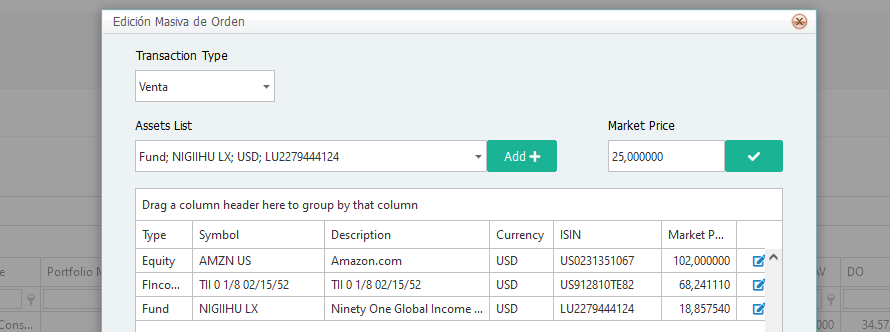 Edición Masiva de Orden
Transaction Type
Venta
Assets List
Market Price
Fund; NIGIIHU LX; USD; LU2279444124
Add
25,000000
Drag a column header here to group by that column
Type Symbol Description Currency ISIN Market P...
Equity AMZN US Amazon.com USD US0231351067 102,000000
FInco... TII 0 1/8 02/15/52 TII 0 1/8 02/15/52 USD US912810TE82 68,241110
Fund NIGIIHU LX Ninety One Global Income ... USD LU2279444124 18,857540
Portfolio N
AV
DO
Cons...
000
34.57